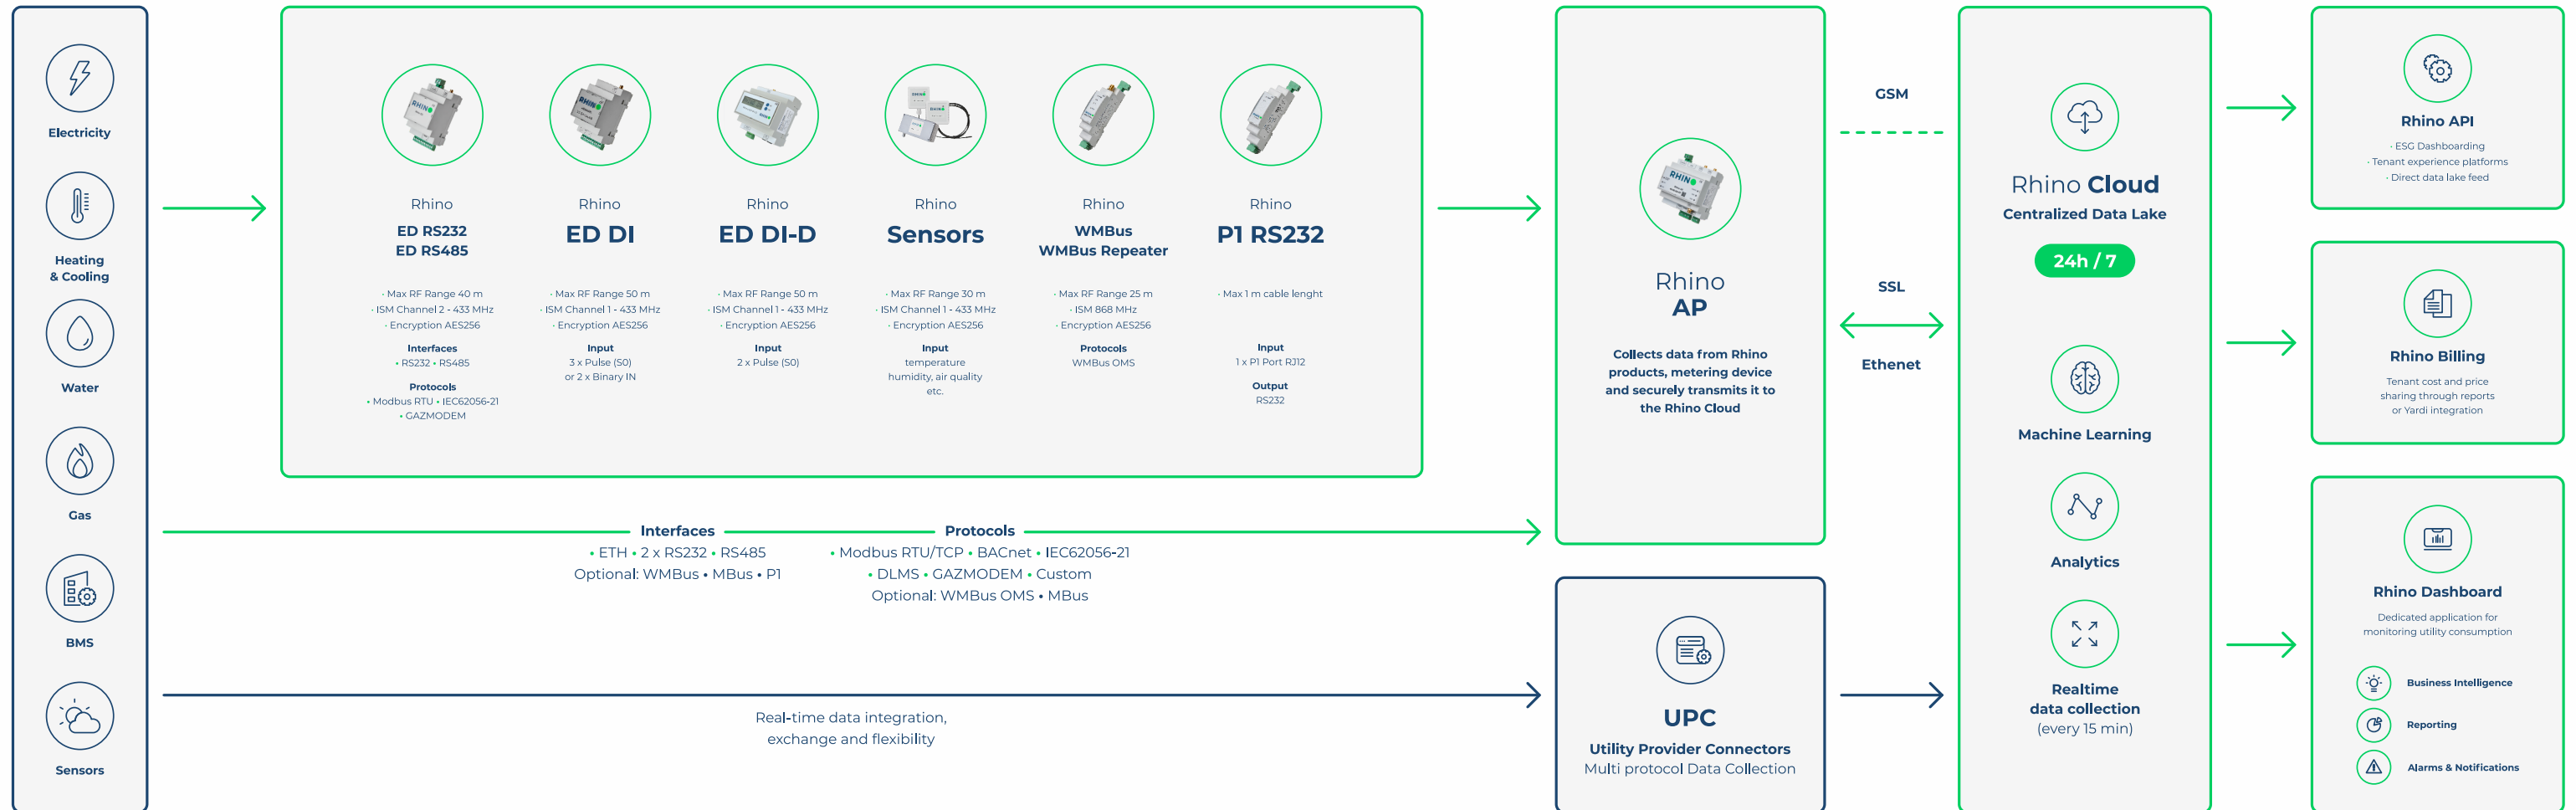 Electricity
Heating
& Cooling
Water
Gas
BMS
Sensors
RHINO
RHINO
RHINO
Rhino
ED RS232
ED RS485
· Max RF Range 40 m
· ISM Channel 2 - 433 MHz
· Encryption AES256
Interfaces
• RS232 • RS485
Protocols
• Modbus RTU • IEC62056-21
• GAZMODEM
Rhino
ED DI
· Max RF Range 50 m
· ISM Channel 1 - 433 MHz
· Encryption AES256
Input
3 x Pulse (S0)
or 2 x Binary IN
Rhino
ED DI-D
· Max RF Range 50 m
· ISM Channel 1 - 433 MHz
· Encryption AES256
Input
2 x Pulse (S0)
Rhino
Sensors
· Max RF Range 30 m
· ISM Channel 1 - 433 MHz
· Encryption AES256
Input
temperature
humidity, air quality
etc.
Rhino
WMBus
WMBus Repeater
· Max RF Range 25 m
· ISM 868 MHz
· Encryption AES256
Protocols
WMBus OMS
Rhino
P1 RS232
· Max 1 m cable lenght
Input
1 x P1 Port RJ12
Output
RS232
Interfaces
• ETH • 2 x RS232 • RS485
Optional: WMBus • MBus • P1
Protocols
• Modbus RTU/TCP • BACnet • IEC62056-21
• DLMS • GAZMODEM • Custom
Optional: WMBus OMS • MBus
Real-time data integration,
exchange and flexibility
RHINO
Rhino
AP
Collects data from Rhino
products, metering device
and securely transmits it to
the Rhino Cloud
UPC
Utility Provider Connectors
Multi protocol Data Collection
GSM
SSL
Ethenet
Rhino Cloud
Centralized Data Lake
24h / 7
Machine Learning
Analytics
Realtime
data collection
(every 15 min)
Rhino API
· ESG Dashboarding
· Tenant experience platforms
· Direct data lake feed
Rhino Billing
Tenant cost and price
sharing through reports
or Yardi integration
Rhino Dashboard
Dedicated application for
monitoring utility consumption
Business Intelligence
Reporting
Alarms & Notifications